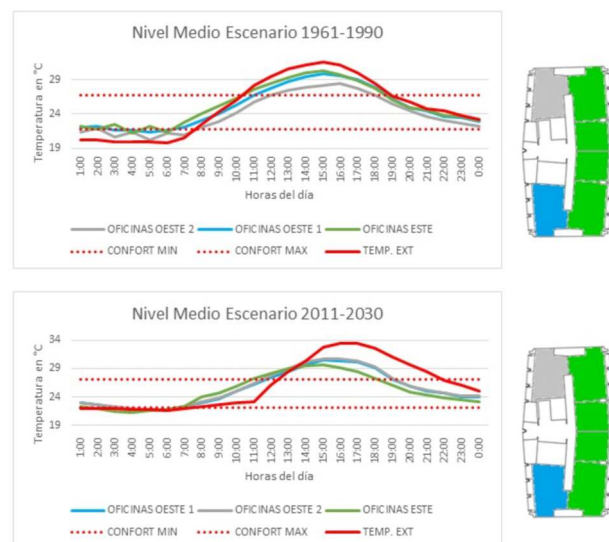 Nivel Medio Escenario 1961-1990
Temperatura en °C
29
24
19
1:00 2:00 3:00 4:00 5:00 6:00 7:00 8:00 9:00 10:00 11:00 12:00 13:00 14:00 15:00 16:00 17:00 18:00 19:00 20:00 21:00 22:00 23:00 0:00
Horas del día
OFICINAS OESTE 2 OFICINAS OESTE 1 OFICINAS ESTE
CONFORT MIN CONFORT MAX TEMP. EXT
Nivel Medio Escenario 2011-2030
Temperatura en °C
34
29
24
19
1:00 2:00 3:00 4:00 5:00 6:00 7:00 8:00 9:00 10:00 11:00 12:00 13:00 14:00 15:00 16:00 17:00 18:00 19:00 20:00 21:00 22:00 23:00 0:00
Horas del día
OFICINAS OESTE 1 OFICINAS OESTE 2 OFICINAS ESTE
CONFORT MIN CONFORT MAX TEMP. EXT